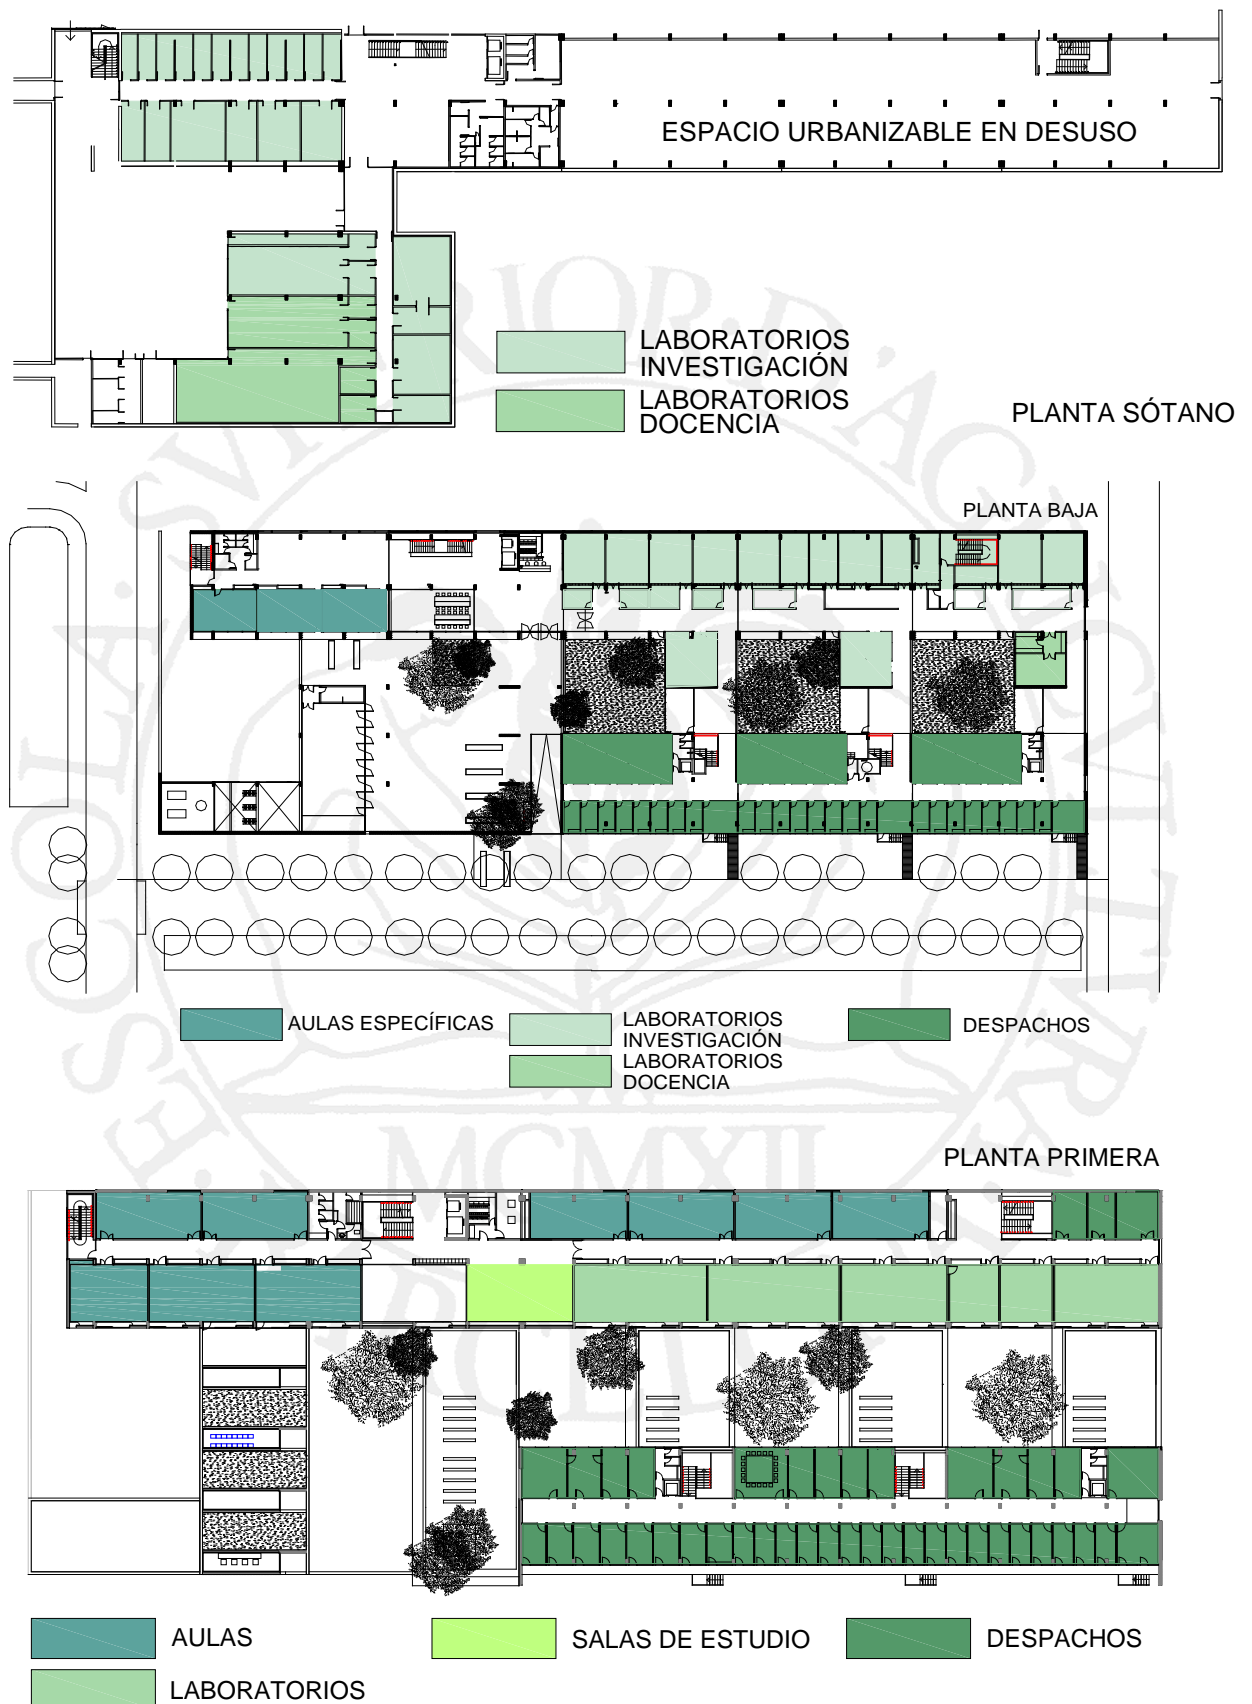 ESPACIO URBANIZABLE EN DESUSO
LABORATORIOS
INVESTIGACIÓN
LABORATORIOS
DOCENCIA
PLANTA SÓTANO
PLANTA BAJA
AULAS ESPECÍFICAS
LABORATORIOS
INVESTIGACIÓN
LABORATORIOS
DOCENCIA
DESPACHOS
MCMXII
PLANTA PRIMERA
AULAS
SALAS DE ESTUDIO
DESPACHOS
LABORATORIOS